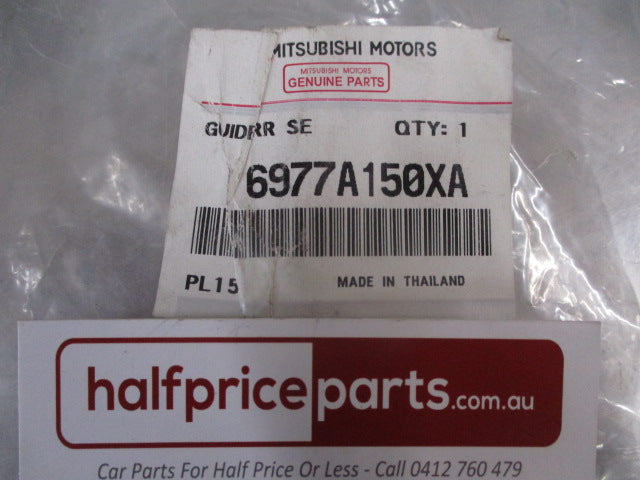 MITSUBISHI MOTORS
MITSUBISHI MOTORS
GENUINE PARTS
SE QTY: 1
6977A150XA
PL15 MADE IN THAILAND
halfpriceparts.com.au
Car Parts For Half Price Or Less - Call 0412 760 479